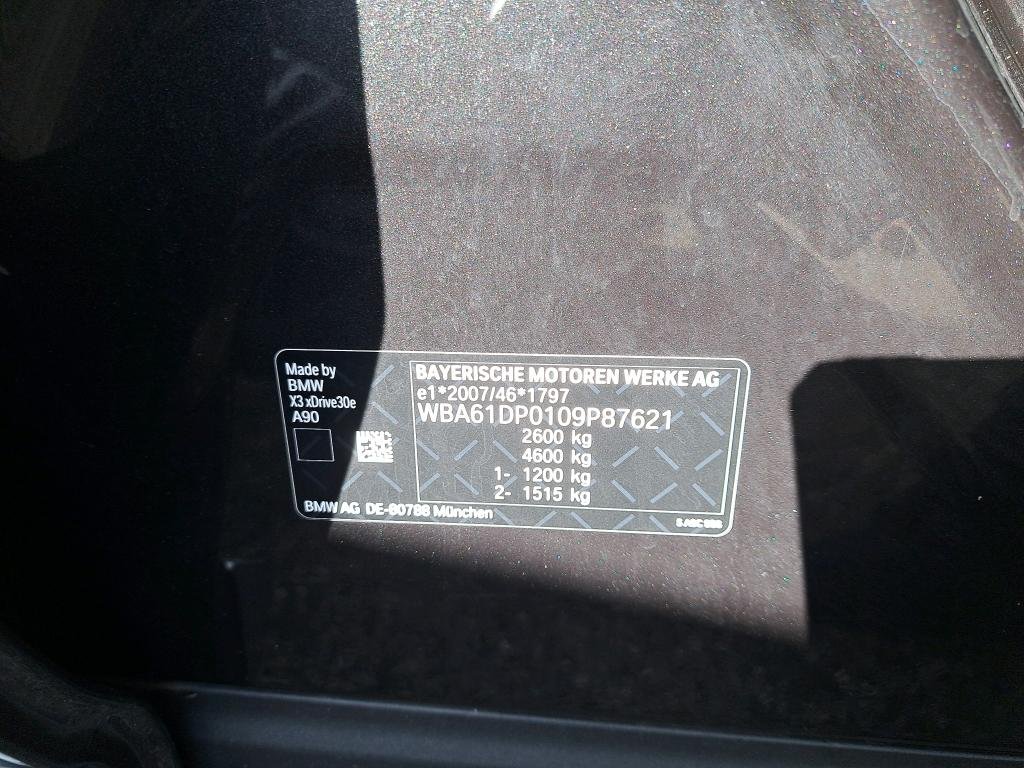 Made by
BMW
X3 xDrive30e
A90
BAYERISCHE MOTOREN WERKE AG
e1*2007/46*1797
WBA61DP0109P87621
2600 kg
4600 kg
1- 1200 kg
2- 1515 kg
BMW AG DE-80788 München